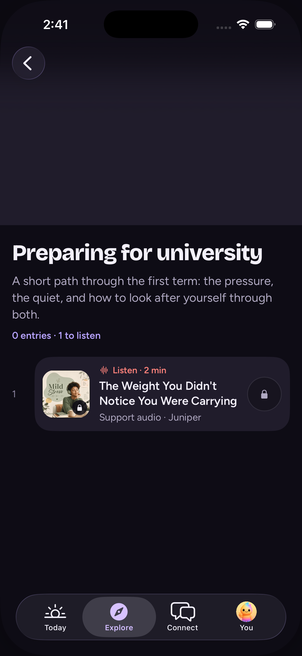 2:41
Preparing for university
A short path through the first term: the pressure,
the quiet, and how to look after yourself through
both.
0 entries · 1 to listen
1
Mild
Stress
Listen · 2 min
The Weight You Didn't
Notice You Were Carrying
Support audio · Juniper
Today
Explore
Connect
You